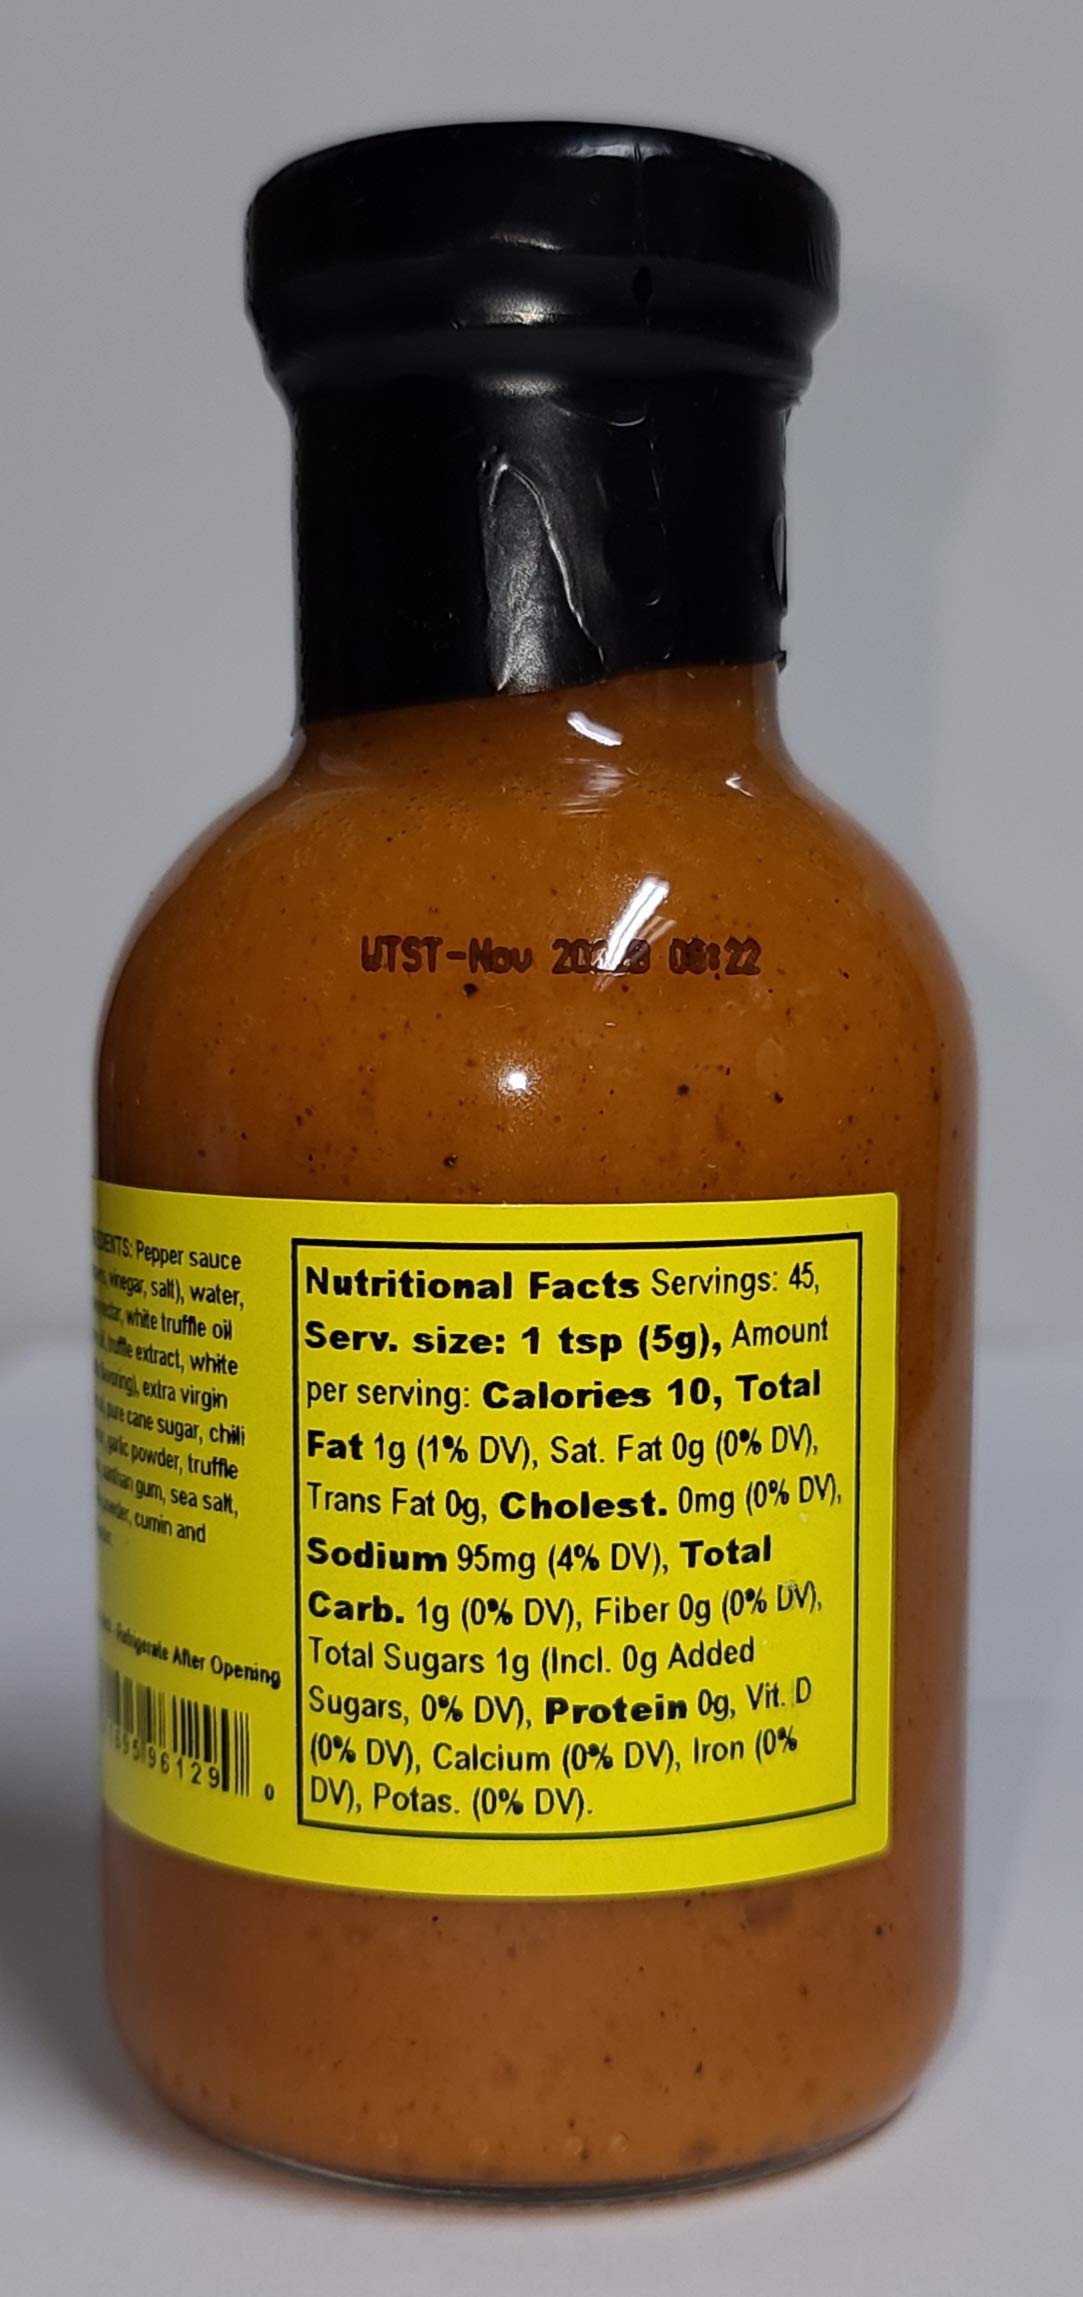 WTST-Nov 08:22
Pepper sauce
vinegar, salt), water,
white truffle oil
truffle extract, white
extra virgin
pure cane sugar, chili
garlic powder, truffle
xanthan gum, sea salt,
cumin and
Refrigerate After Opening
96129 0
Nutritional Facts Servings: 45,
Serv. size: 1 tsp (5g), Amount
per serving: Calories 10, Total
Fat 1g (1% DV), Sat. Fat 0g (0% DV),
Trans Fat 0g, Cholest. 0mg (0% DV),
Sodium 95mg (4% DV), Total
Carb. 1g (0% DV), Fiber 0g (0% DV),
Total Sugars 1g (Incl. 0g Added
Sugars, 0% DV), Protein 0g, Vit. D
(0% DV), Calcium (0% DV), Iron (0%
DV), Potas. (0% DV).